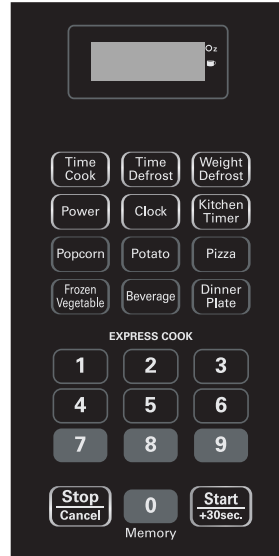 Oz
Time Cook
Time Defrost
Weight Defrost
Power
Clock
Kitchen Timer
Popcorn
Potato
Pizza
Frozen Vegetable
Beverage
Dinner Plate
EXPRESS COOK
1 2 3
4 5 6
7 8 9
Stop
Cancel
0
Memory
Start
+30sec.